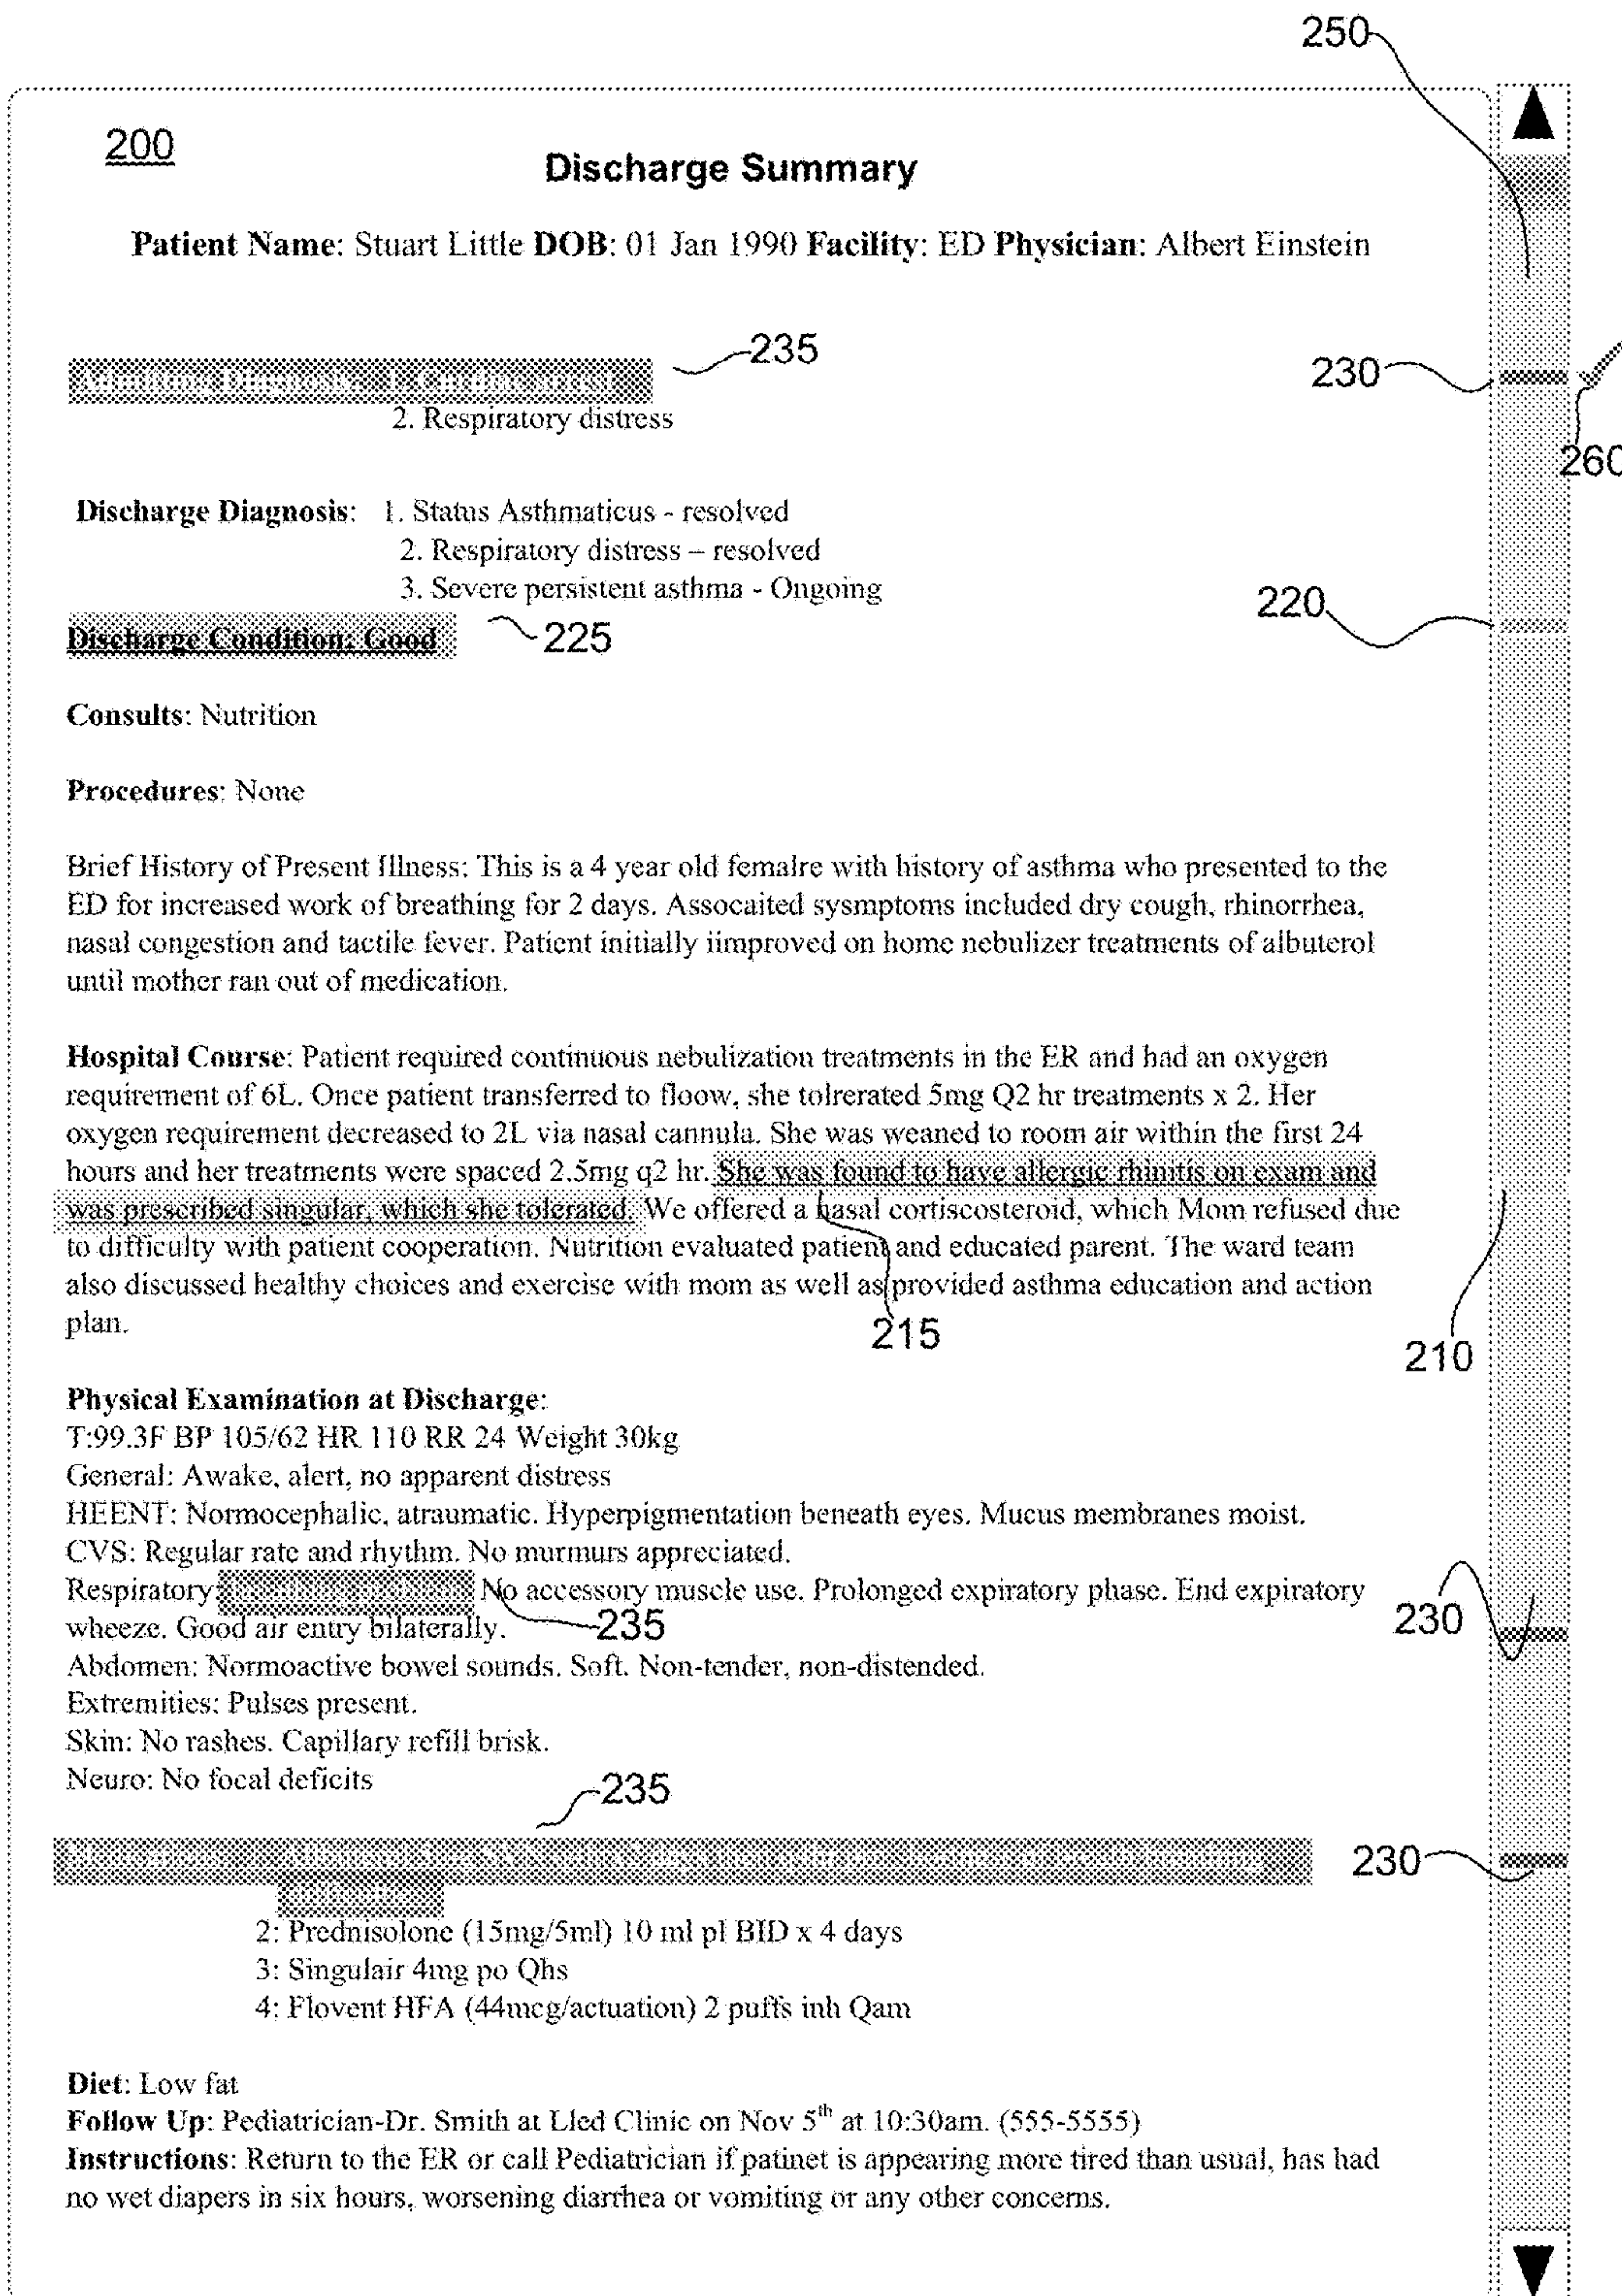 250
200
Discharge Summary
Patient Name: Stuart Little DOB: 01 Jan 1990 Facility: ED Physician: Albert Einstein
235
230
Admitting Diagnosis: 1. Cardiac arrest
2. Respiratory distress
260
Discharge Diagnosis: 1. Status Asthmaticus - resolved
2. Respiratory distress – resolved
3. Severe persistent asthma - Ongoing
220
Discharge Condition: Good
225
Consults: Nutrition
Procedures: None
Brief History of Present Illness: This is a 4 year old femalre with history of asthma who presented to the
ED for increased work of breathing for 2 days. Assocaited sysmptoms included dry cough, rhinorrhea,
nasal congestion and tactile fever. Patient initially iimproved on home nebulizer treatments of albuterol
until mother ran out of medication.
Hospital Course: Patient required continuous nebulization treatments in the ER and had an oxygen
requirement of 6L. Once patient transferred to floow, she tolrerated 5mg Q2 hr treatments x 2. Her
oxygen requirement decreased to 2L via nasal cannula. She was weaned to room air within the first 24
hours and her treatments were spaced 2.5mg q2 hr. She was found to have allergic rhinitis on exam and
was prescribed singular, which she tolerated. We offered a nasal cortiscosteroid, which Mom refused due
to difficulty with patient cooperation. Nutrition evaluated patient and educated parent. The ward team
also discussed healthy choices and exercise with mom as well as provided asthma education and action
plan.
215
210
Physical Examination at Discharge:
T:99.3F BP 105/62 HR 110 RR 24 Weight 30kg
General: Awake, alert, no apparent distress
HEENT: Normocephalic, atraumatic. Hyperpigmentation beneath eyes. Mucus membranes moist.
CVS: Regular rate and rhythm. No murmurs appreciated.
Respiratory: No accessory muscle use. Prolonged expiratory phase. End expiratory
wheeze. Good air entry bilaterally.
235
230
Abdomen: Normoactive bowel sounds. Soft. Non-tender, non-distended.
Extremities: Pulses present.
Skin: No rashes. Capillary refill brisk.
Neuro: No focal deficits
235
230
2: Prednisolone (15mg/5ml) 10 ml pl BID x 4 days
3: Singulair 4mg po Qhs
4: Flovent HFA (44mcg/actuation) 2 puffs inh Qam
Diet: Low fat
Follow Up: Pediatrician-Dr. Smith at Lled Clinic on Nov 5th at 10:30am. (555-5555)
Instructions: Return to the ER or call Pediatrician if patinet is appearing more tired than usual, has had
no wet diapers in six hours, worsening diarrhea or vomiting or any other concerns.